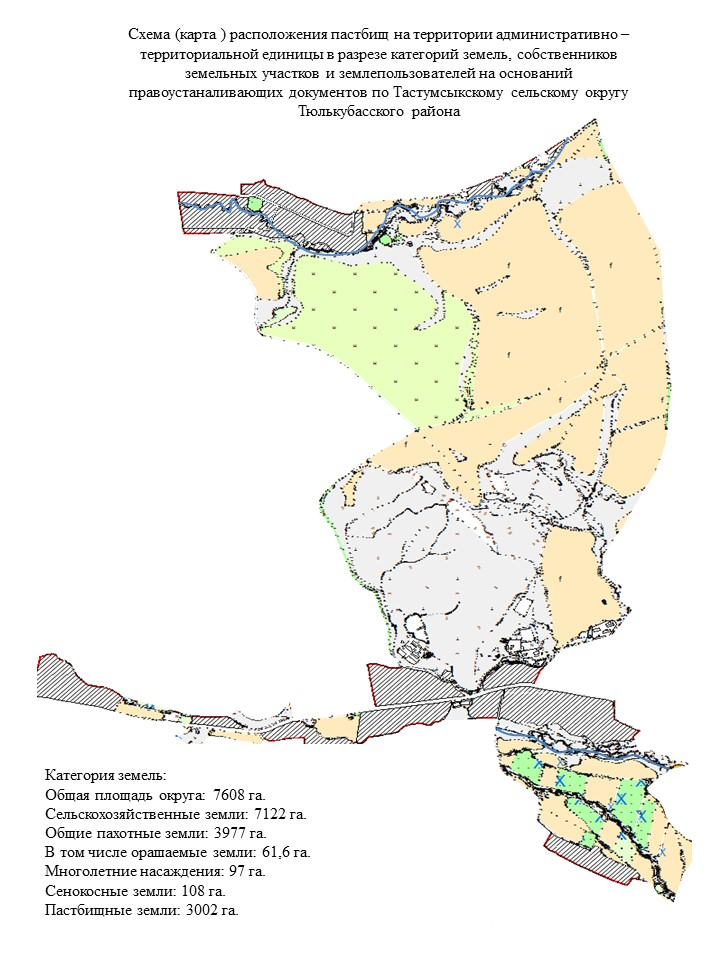 Схема (карта ) расположения пастбищ на территории административно –
территориальной единицы в разрезе категорий земель, собственников
земельных участков и землепользователей на оснований
правоустаналивающих документов по Тастумсыкскому сельскому округу
Тюлькубасского района
Категория земель:
Общая площадь округа: 7608 га.
Сельскохозяйственные земли: 7122 га.
Общие пахотные земли: 3977 га.
В том числе орашаемые земли: 61,6 га.
Многолетние насаждения: 97 га.
Сенокосные земли: 108 га.
Пастбищные земли: 3002 га.